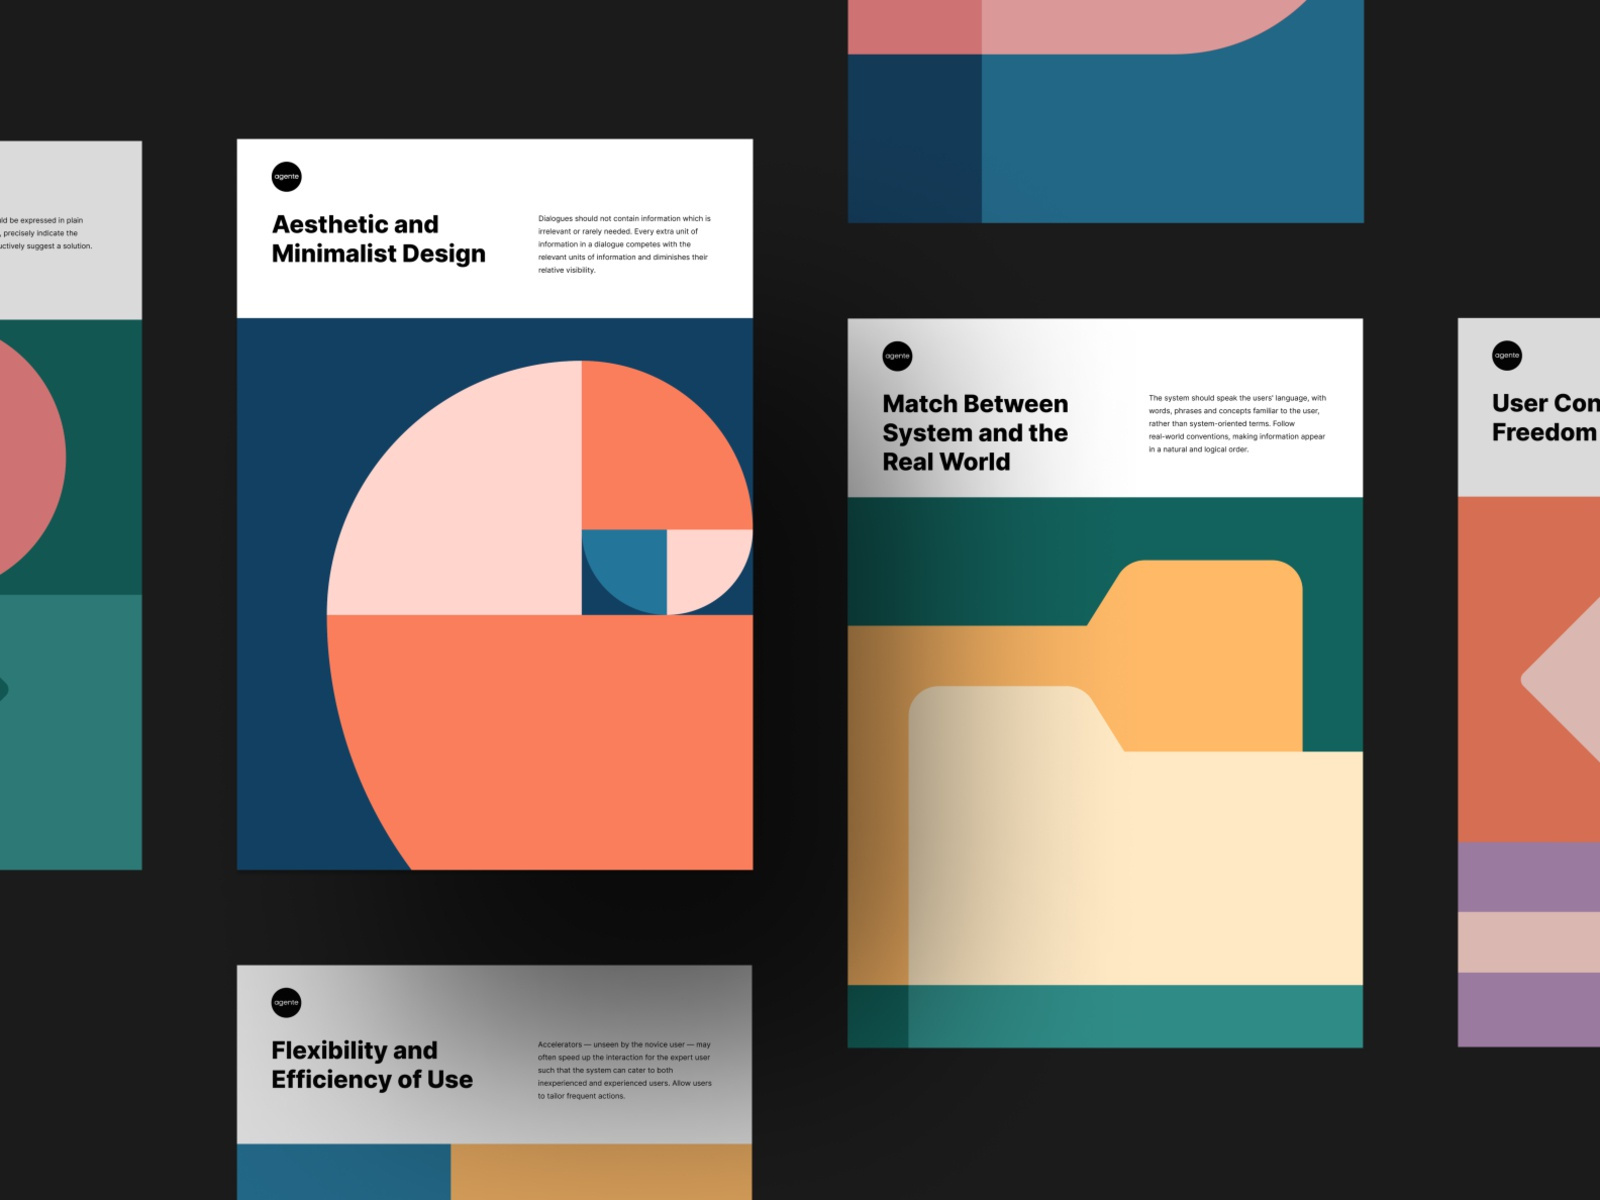 ld be expressed in plain
, precisely indicate the
uctively suggest a solution.
agente
Aesthetic and
Minimalist Design
Dialogues should not contain information which is
irrelevant or rarely needed. Every extra unit of
information in a dialogue competes with the
relevant units of information and diminishes their
relative visibility.
agente
Match Between
System and the
Real World
The system should speak the users' language, with
words, phrases and concepts familiar to the user,
rather than system-oriented terms. Follow
real-world conventions, making information appear
in a natural and logical order.
agente
User Con
Freedom
agente
Flexibility and
Efficiency of Use
Accelerators — unseen by the novice user — may
often speed up the interaction for the expert user
such that the system can cater to both
inexperienced and experienced users. Allow users
to tailor frequent actions.